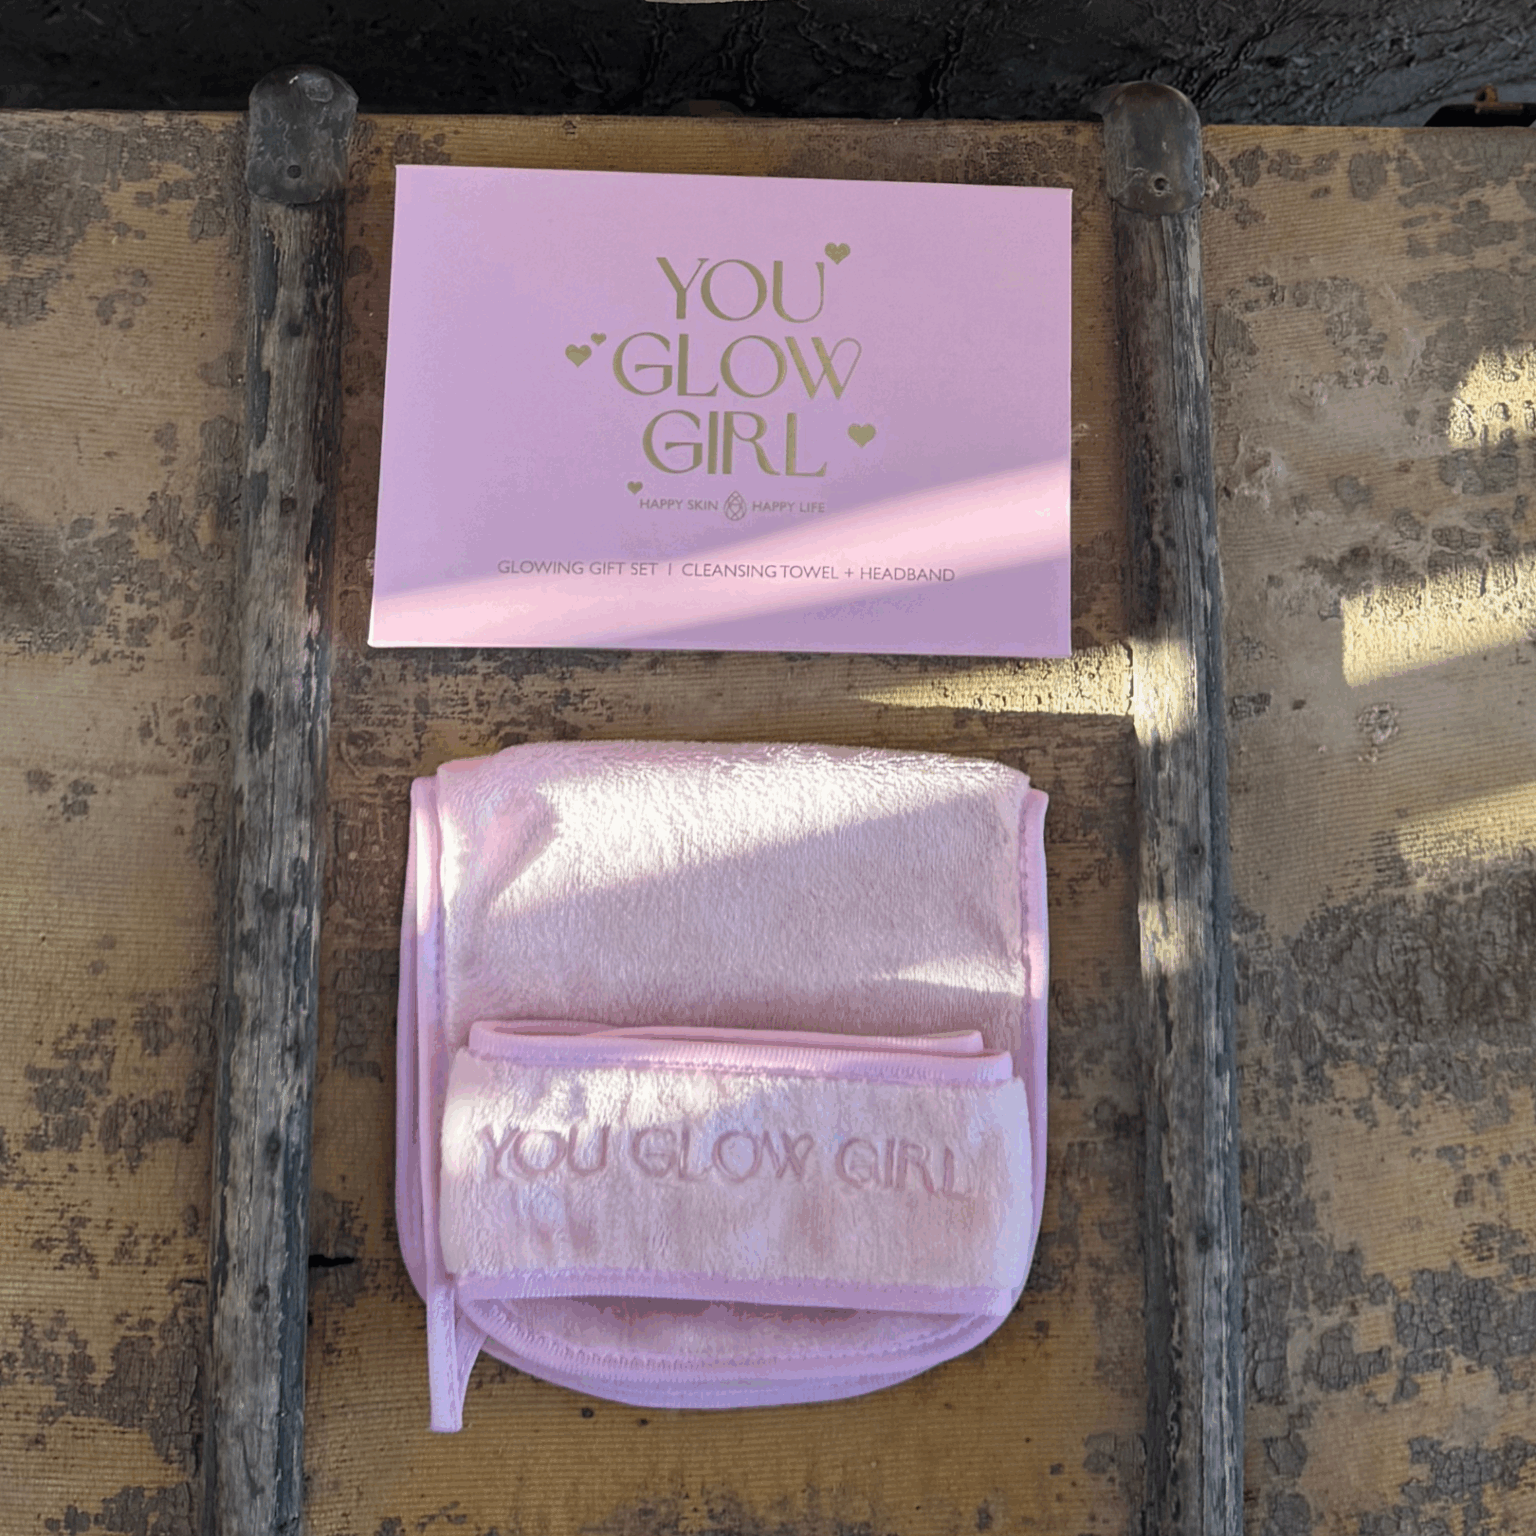 YOU
GLOW
GIRL
HAPPY SKIN HAPPY LIFE
GLOWING GIFT SET | CLEANSING TOWEL + HEADBAND
YOU GLOW GIRL